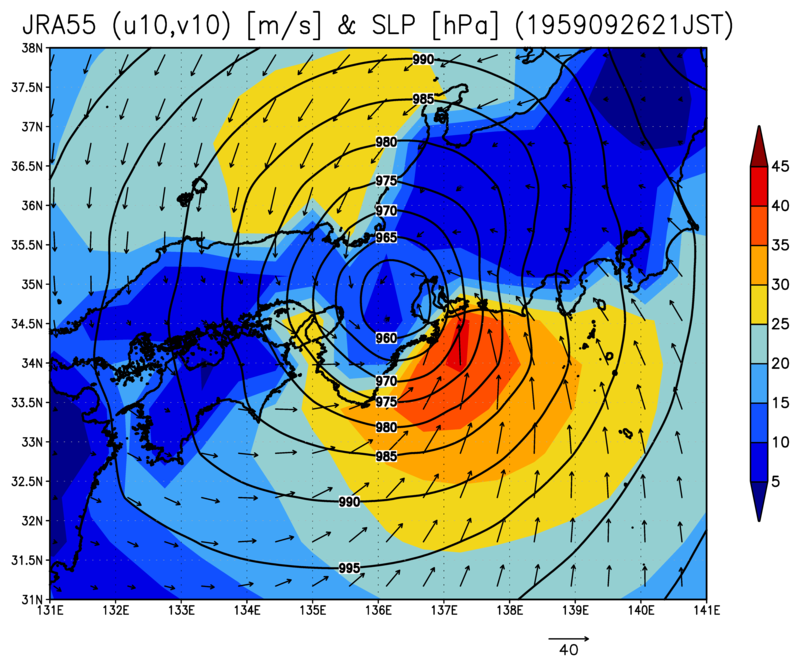 JRA55 (u10,v10) [m/s] & SLP [hPa] (1959092621JST)
38N
37.5N
37N
36.5N
36N
35.5N
35N
34.5N
34N
33.5N
33N
32.5N
32N
31.5N
31N
131E 132E 133E 134E 135E 136E 137E 138E 139E 140E 141E
990
985
980
975
970
965
960
970
975
980
985
990
995
45
40
35
30
25
20
15
10
5
40